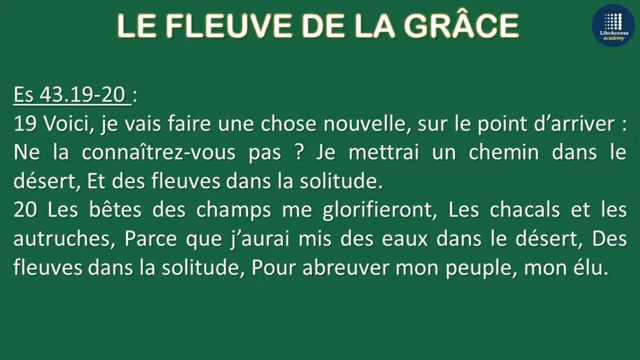 LE FLEUVE DE LA GRÂCE
LibrAccess
academy
Es 43.19-20 :
19 Voici, je vais faire une chose nouvelle, sur le point d’arriver :
Ne la connaîtrez-vous pas ? Je mettrai un chemin dans le
désert, Et des fleuves dans la solitude.
20 Les bêtes des champs me glorifieront, Les chacals et les
autruches, Parce que j’aurai mis des eaux dans le désert, Des
fleuves dans la solitude, Pour abreuver mon peuple, mon élu.